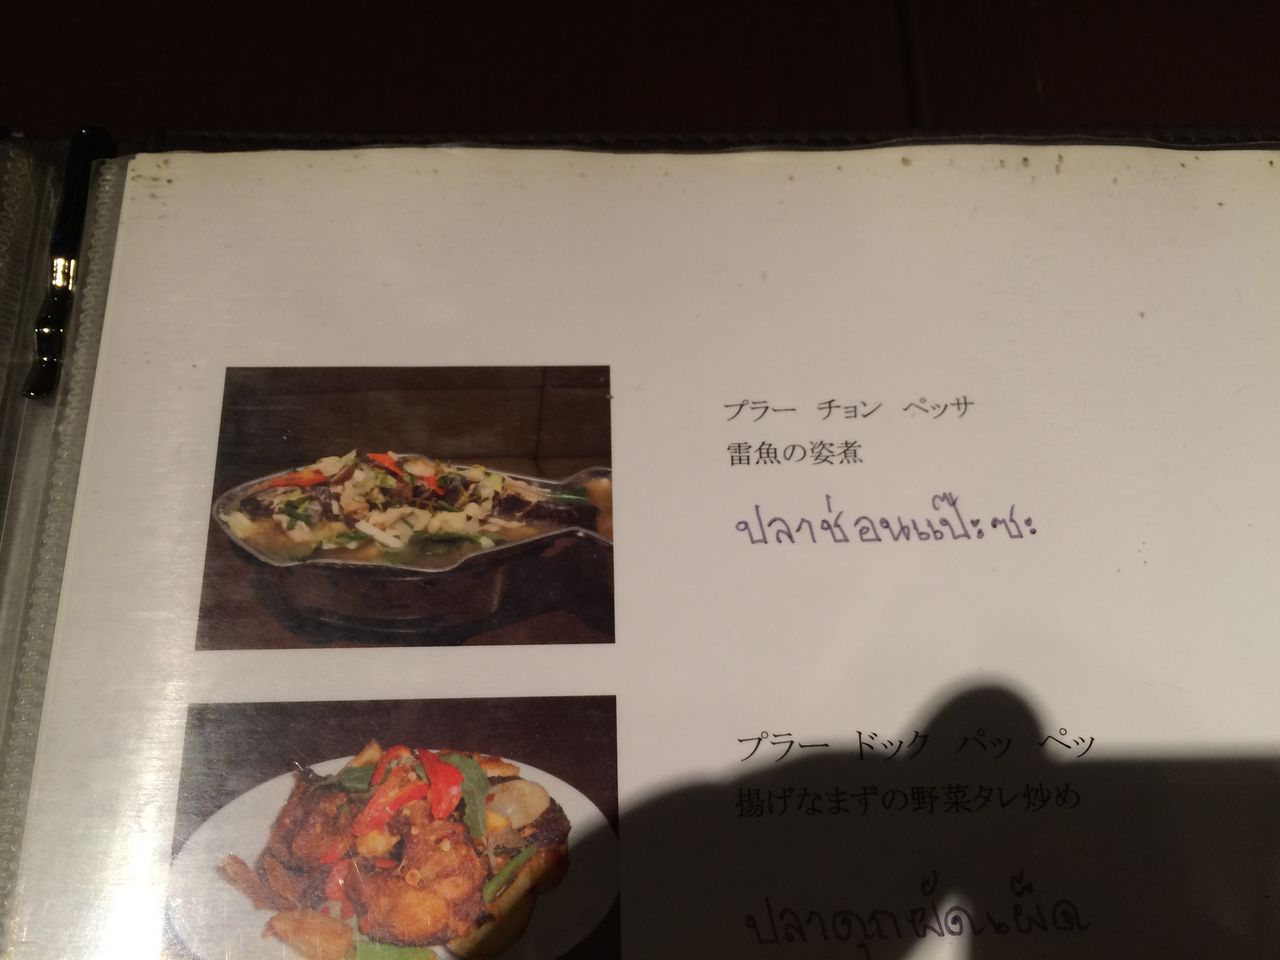 プラー チョン ペッサ
雷魚の姿煮
ปลาช่อนแป๊ะซะ
プラー ドック パッ ペッ
揚げなまずの野菜タレ炒め
ปลาดุกผัดเผ็ด